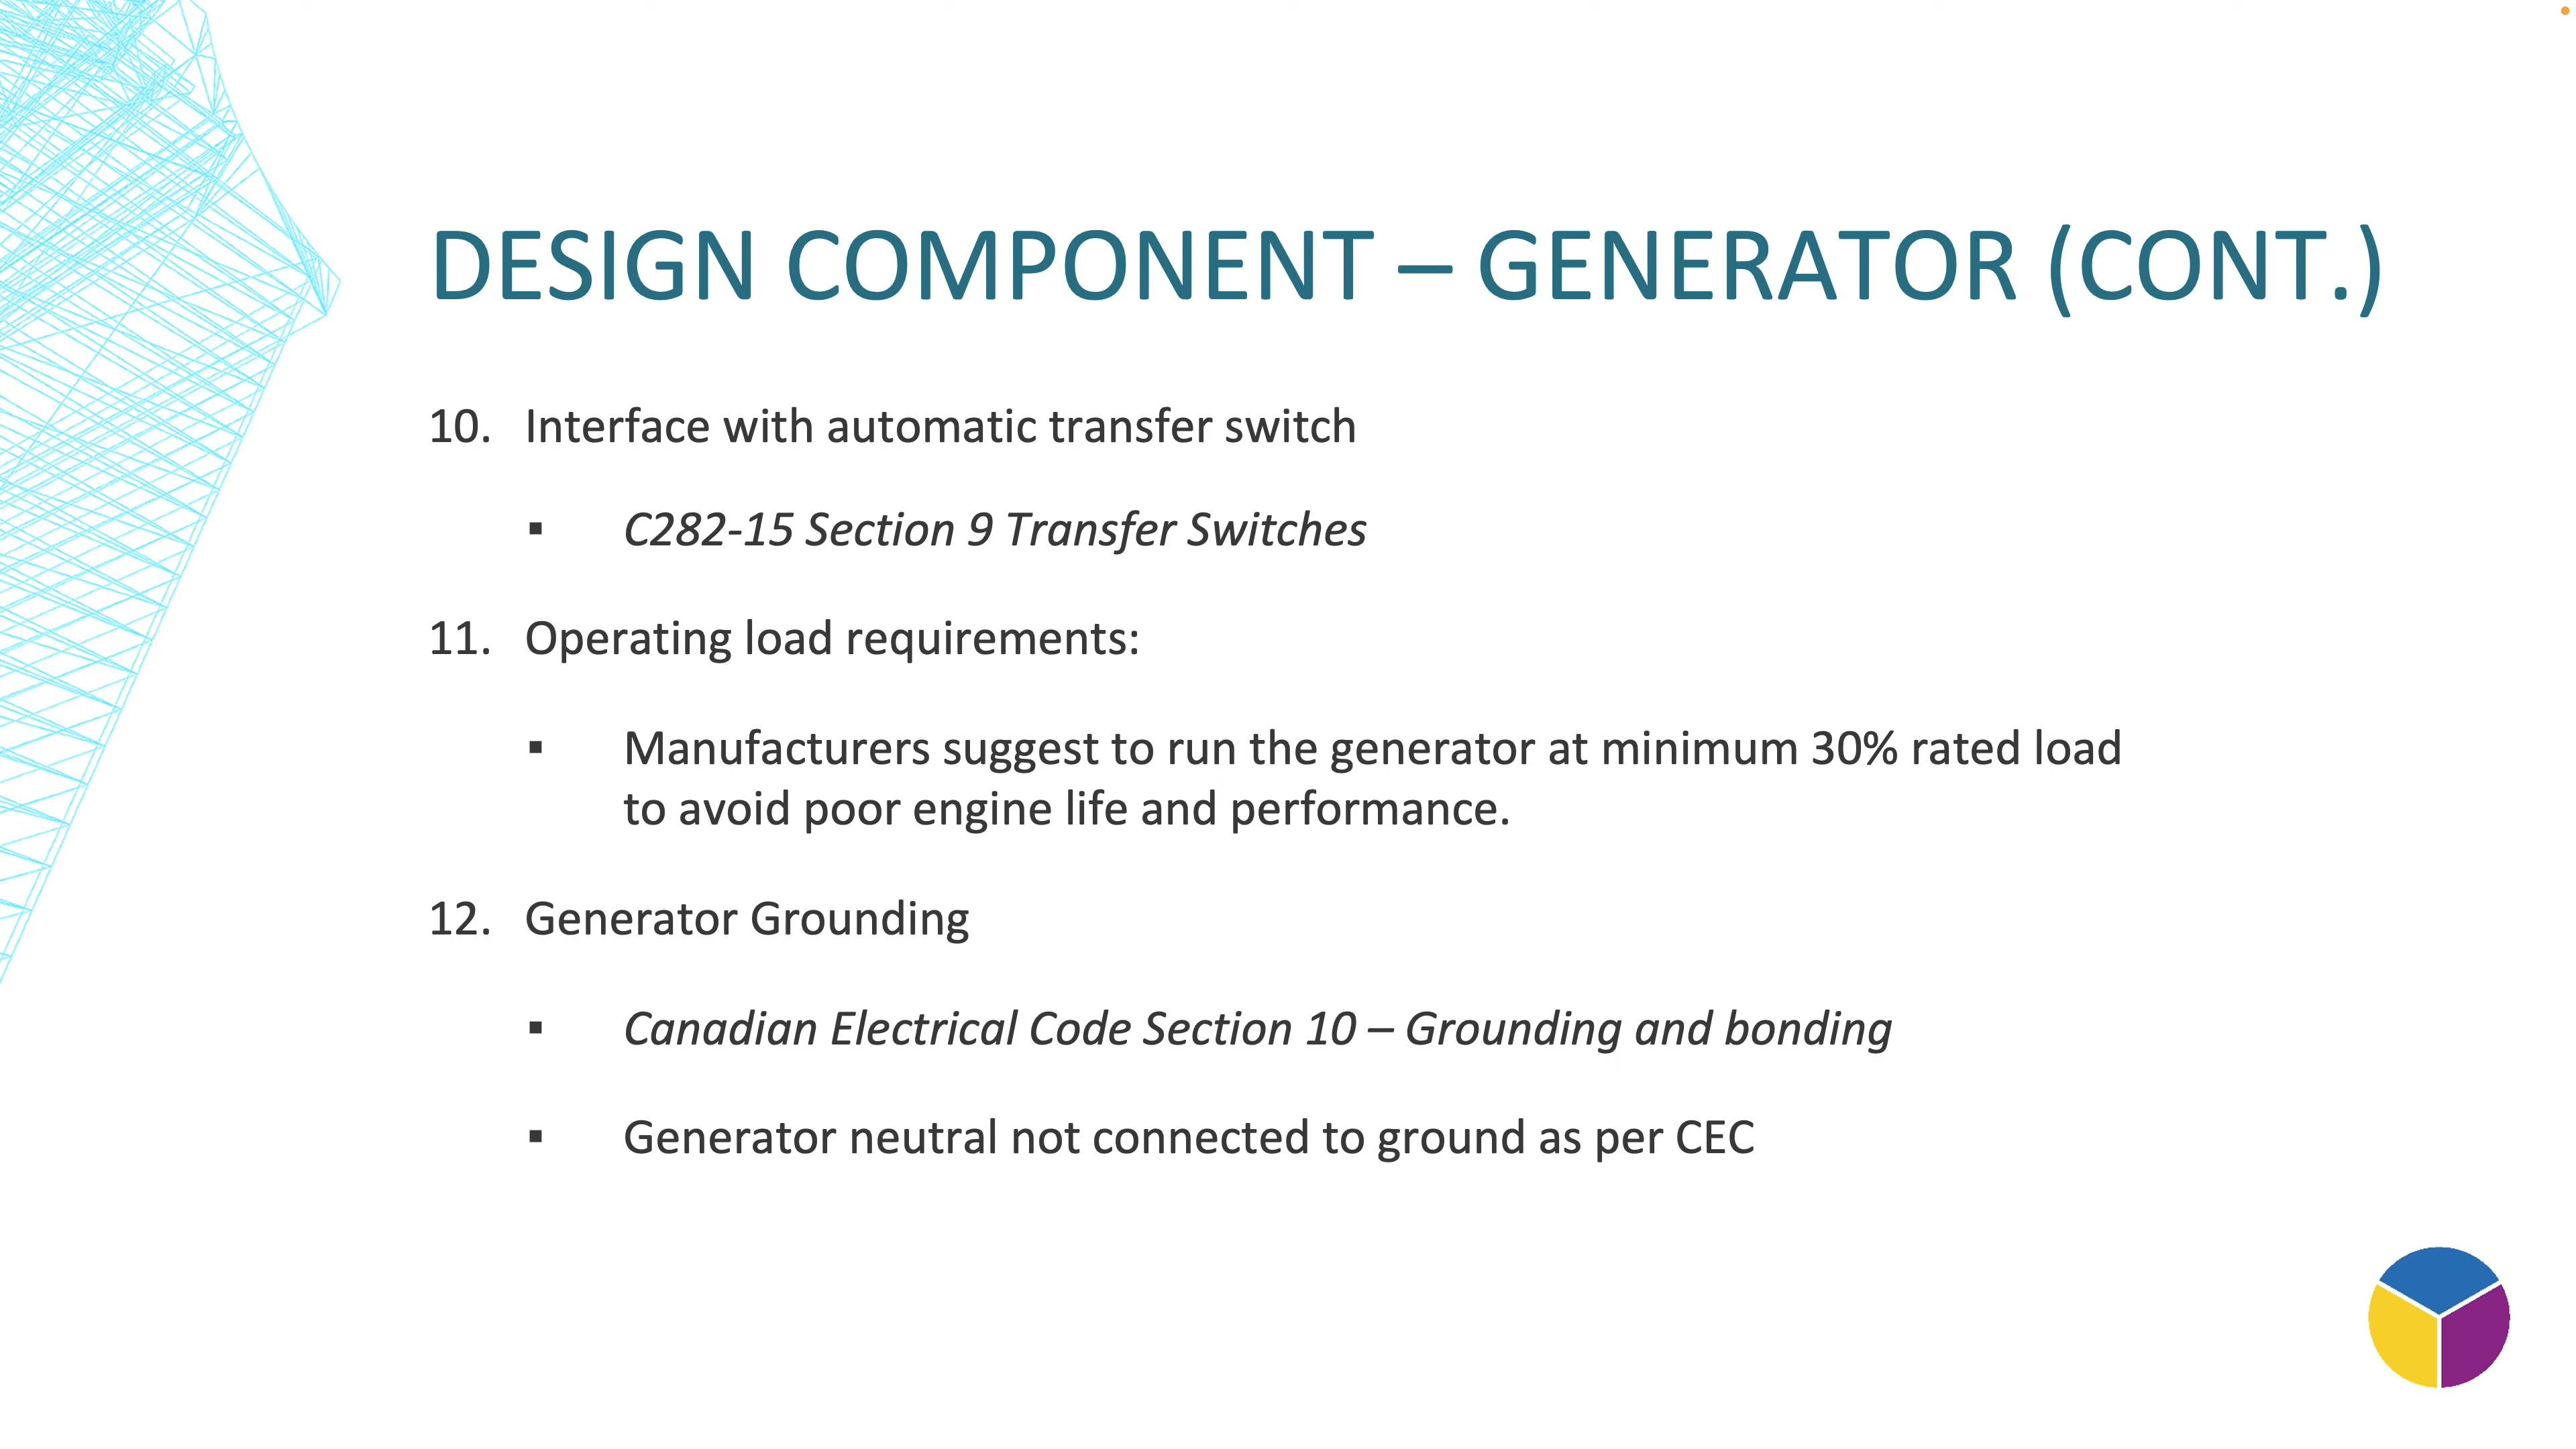 DESIGN COMPONENT – GENERATOR (CONT.)
10. Interface with automatic transfer switch
▪ C282-15 Section 9 Transfer Switches
11. Operating load requirements:
▪ Manufacturers suggest to run the generator at minimum 30% rated load
to avoid poor engine life and performance.
12. Generator Grounding
▪ Canadian Electrical Code Section 10 – Grounding and bonding
▪ Generator neutral not connected to ground as per CEC